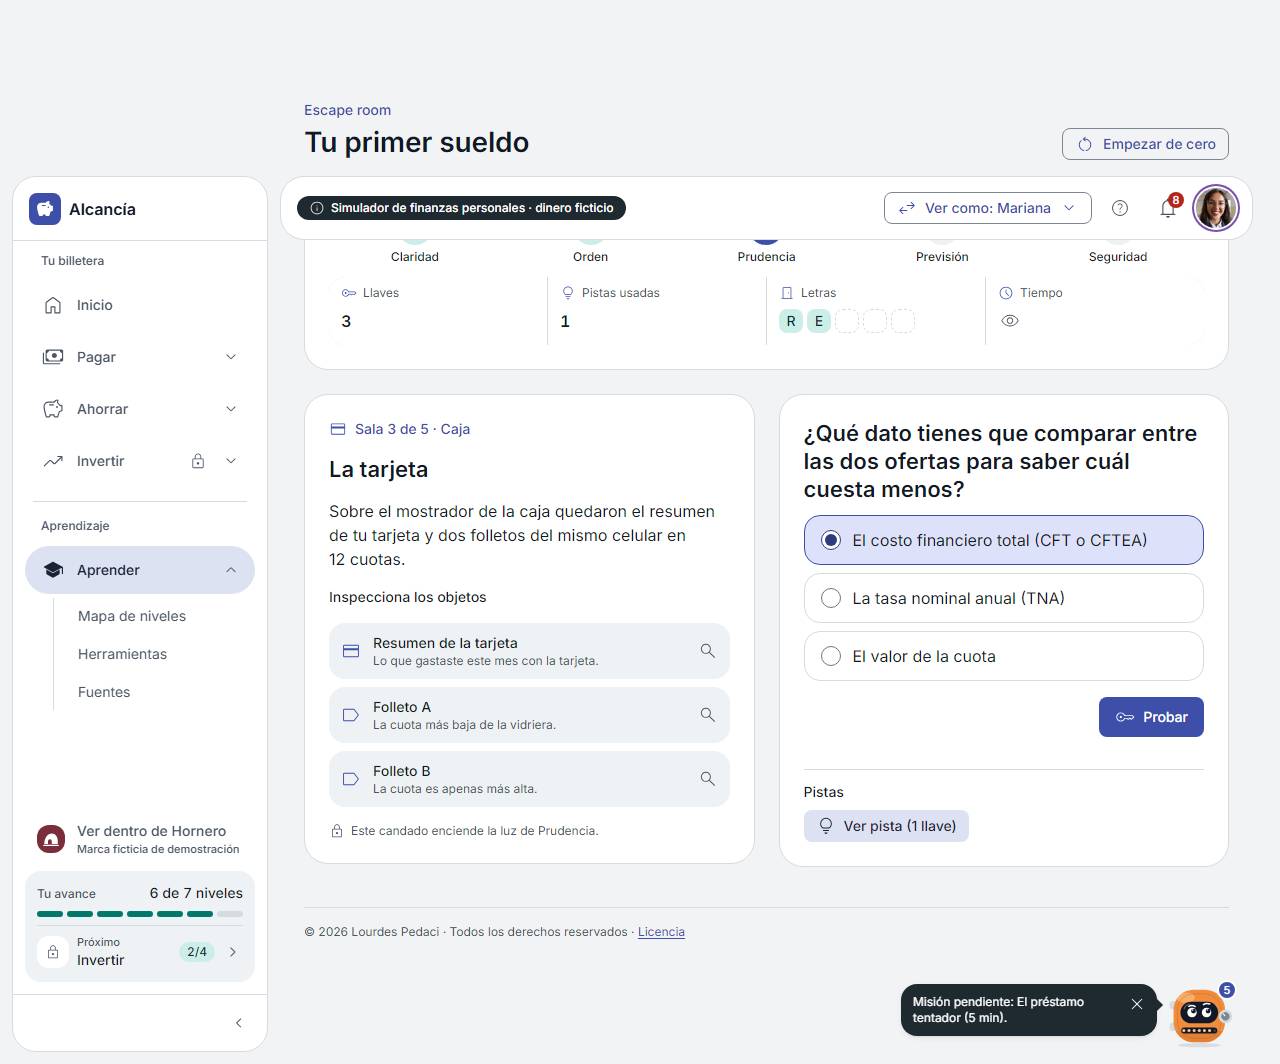 Escape room
Tu primer sueldo
Empezar de cero
Alcancía
Simulador de finanzas personales · dinero ficticio
Ver como: Mariana
8
Tu billetera
Inicio
Pagar
Ahorrar
Invertir
Aprendizaje
Aprender
Mapa de niveles
Herramientas
Fuentes
Ver dentro de Hornero
Marca ficticia de demostración
Tu avance
6 de 7 niveles
Próximo
Invertir
2/4
Claridad
Orden
Prudencia
Previsión
Seguridad
Llaves
3
Pistas usadas
1
Letras
R E
Tiempo
Sala 3 de 5 · Caja
La tarjeta
Sobre el mostrador de la caja quedaron el resumen
de tu tarjeta y dos folletos del mismo celular en
12 cuotas.
Inspecciona los objetos
Resumen de la tarjeta
Lo que gastaste este mes con la tarjeta.
Folleto A
La cuota más baja de la vidriera.
Folleto B
La cuota es apenas más alta.
Este candado enciende la luz de Prudencia.
¿Qué dato tienes que comparar entre
las dos ofertas para saber cuál
cuesta menos?
El costo financiero total (CFT o CFTEA)
La tasa nominal anual (TNA)
El valor de la cuota
Probar
Pistas
Ver pista (1 llave)
© 2026 Lourdes Pedaci · Todos los derechos reservados · Licencia
Misión pendiente: El préstamo
tentador (5 min).
5